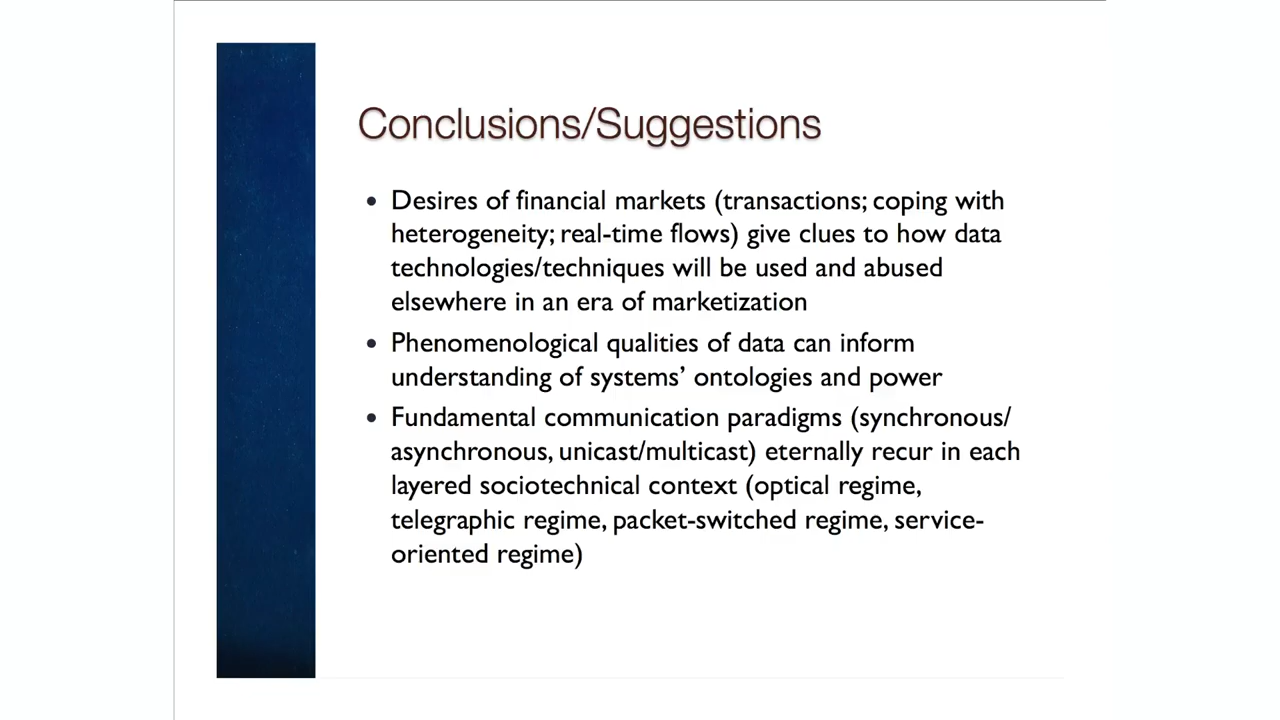 Conclusions/Suggestions
• Desires of financial markets (transactions; coping with
heterogeneity; real-time flows) give clues to how data
technologies/techniques will be used and abused
elsewhere in an era of marketization
• Phenomenological qualities of data can inform
understanding of systems’ ontologies and power
• Fundamental communication paradigms (synchronous/
asynchronous, unicast/multicast) eternally recur in each
layered sociotechnical context (optical regime,
telegraphic regime, packet-switched regime, service-
oriented regime)